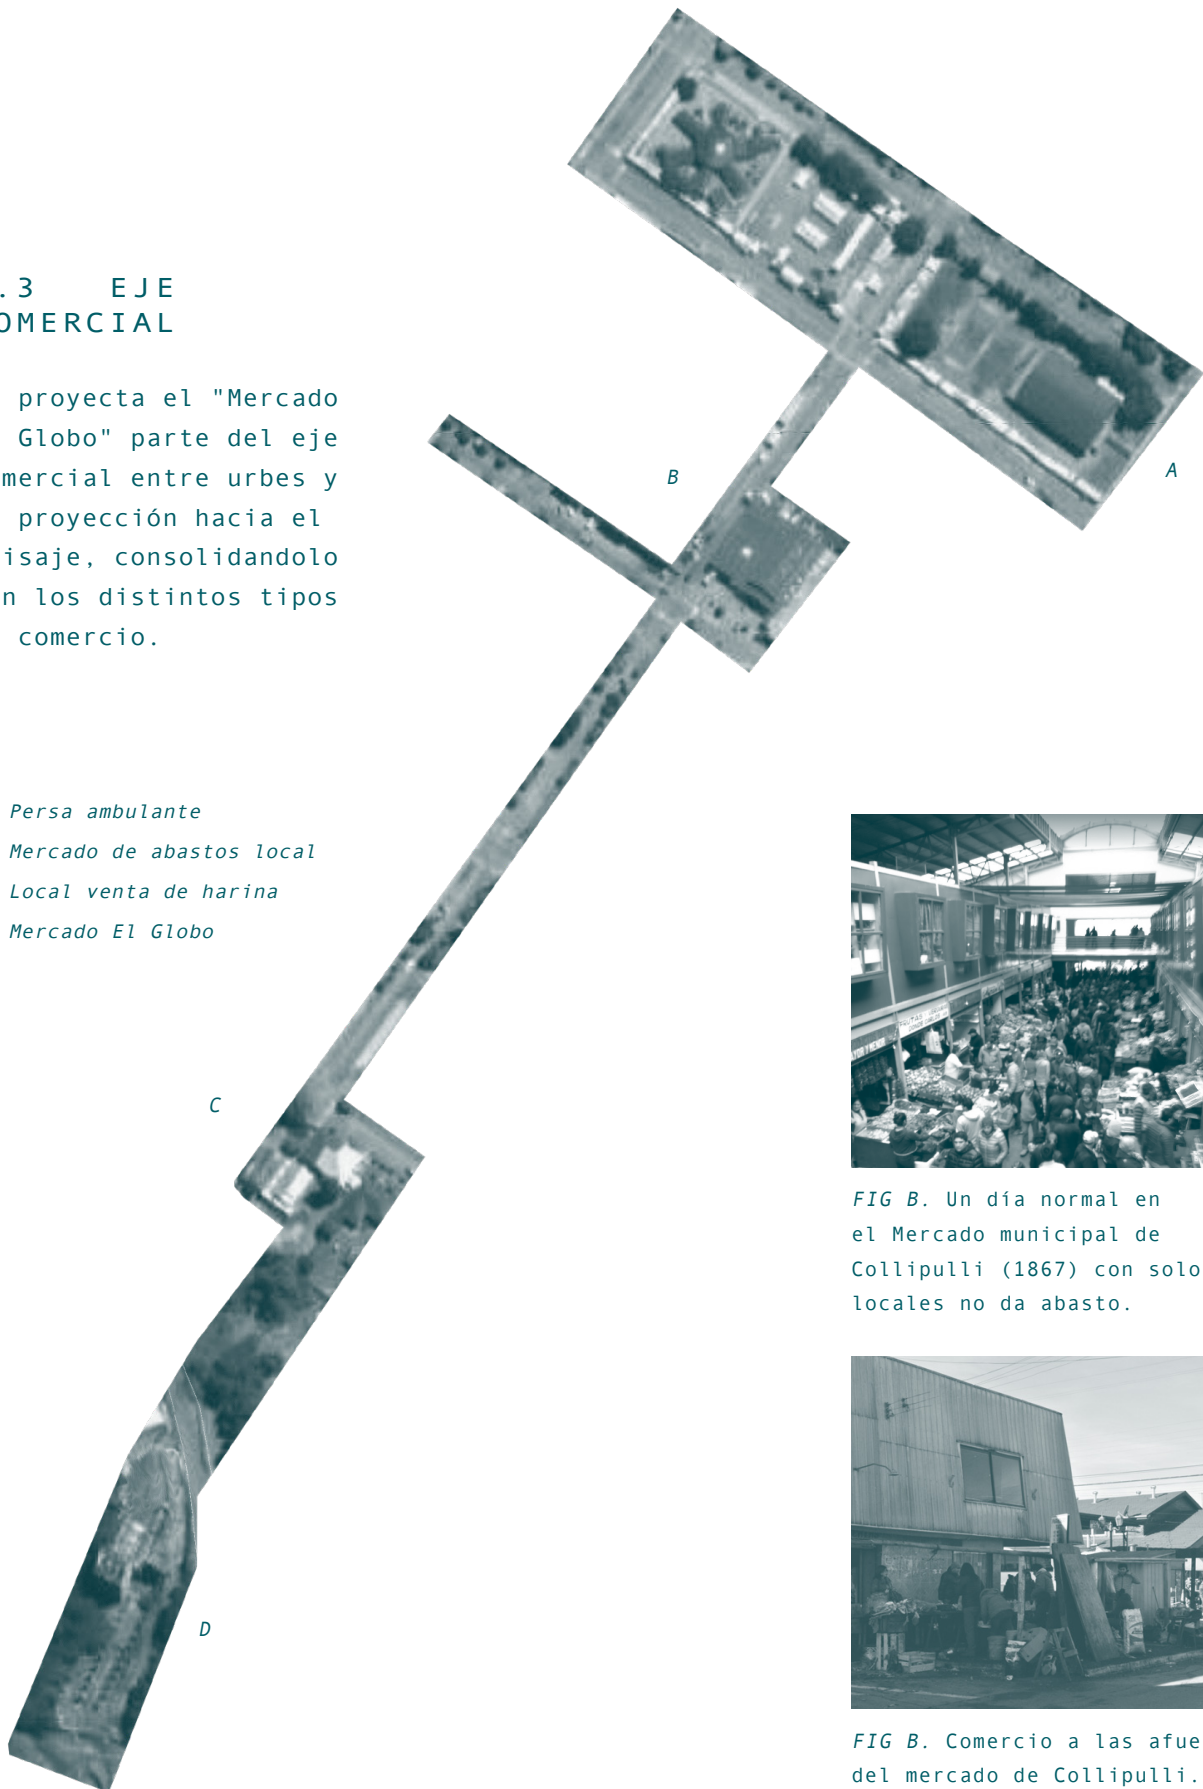 .3 EJE
OMERCIAL
proyecta el "Mercado
Globo" parte del eje
mercial entre urbes y
proyección hacia el
isaje, consolidandolo
n los distintos tipos
comercio.
Persa ambulante
Mercado de abastos local
Local venta de harina
Mercado El Globo
A
B
C
D
FIG B. Un día normal en
el Mercado municipal de
Collipulli (1867) con solo
locales no da abasto.
FIG B. Comercio a las afue
del mercado de Collipulli.